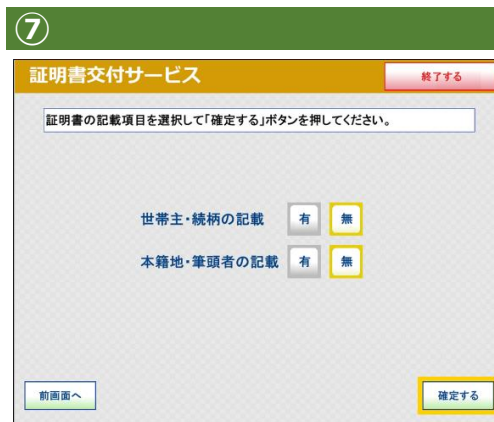 ⑦
証明書交付サービス 終了する
証明書の記載項目を選択して「確定する」ボタンを押してください。
世帯主・続柄の記載 有 無
本籍地・筆頭者の記載 有 無
前画面へ 確定する